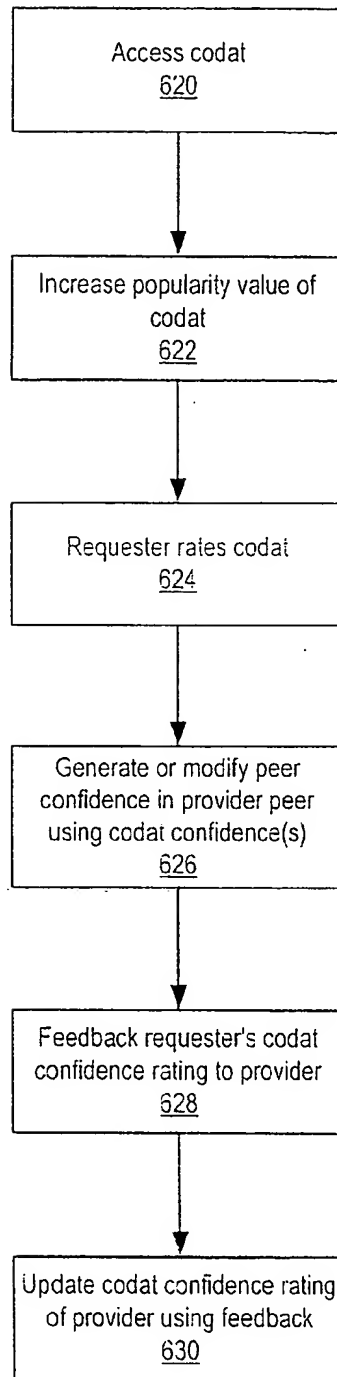 Access codat
620
Increase popularity value of
codat
622
Requester rates codat
624
Generate or modify peer
confidence in provider peer
using codat confidence(s)
626
Feedback requester's codat
confidence rating to provider
628
Update codat confidence rating
of provider using feedback
630